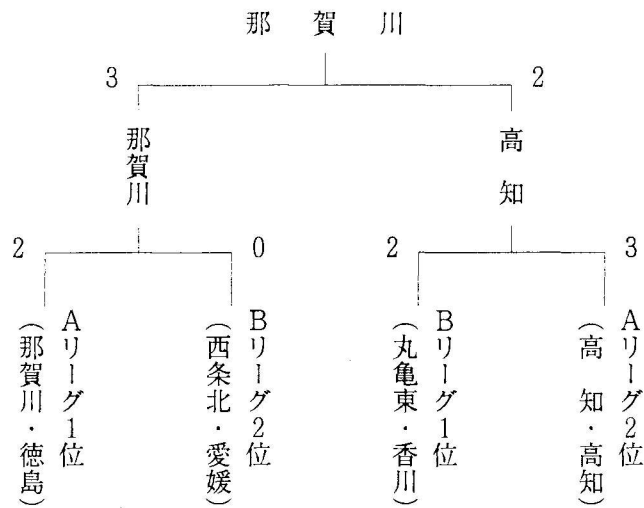 那賀川
3 2
那賀川
高知
2 0 2 3
Aリーグ1位
(那賀川・徳島)
Bリーグ2位
(西条北・愛媛)
Bリーグ1位
(丸亀東・香川)
Aリーグ2位
(高知・高知)